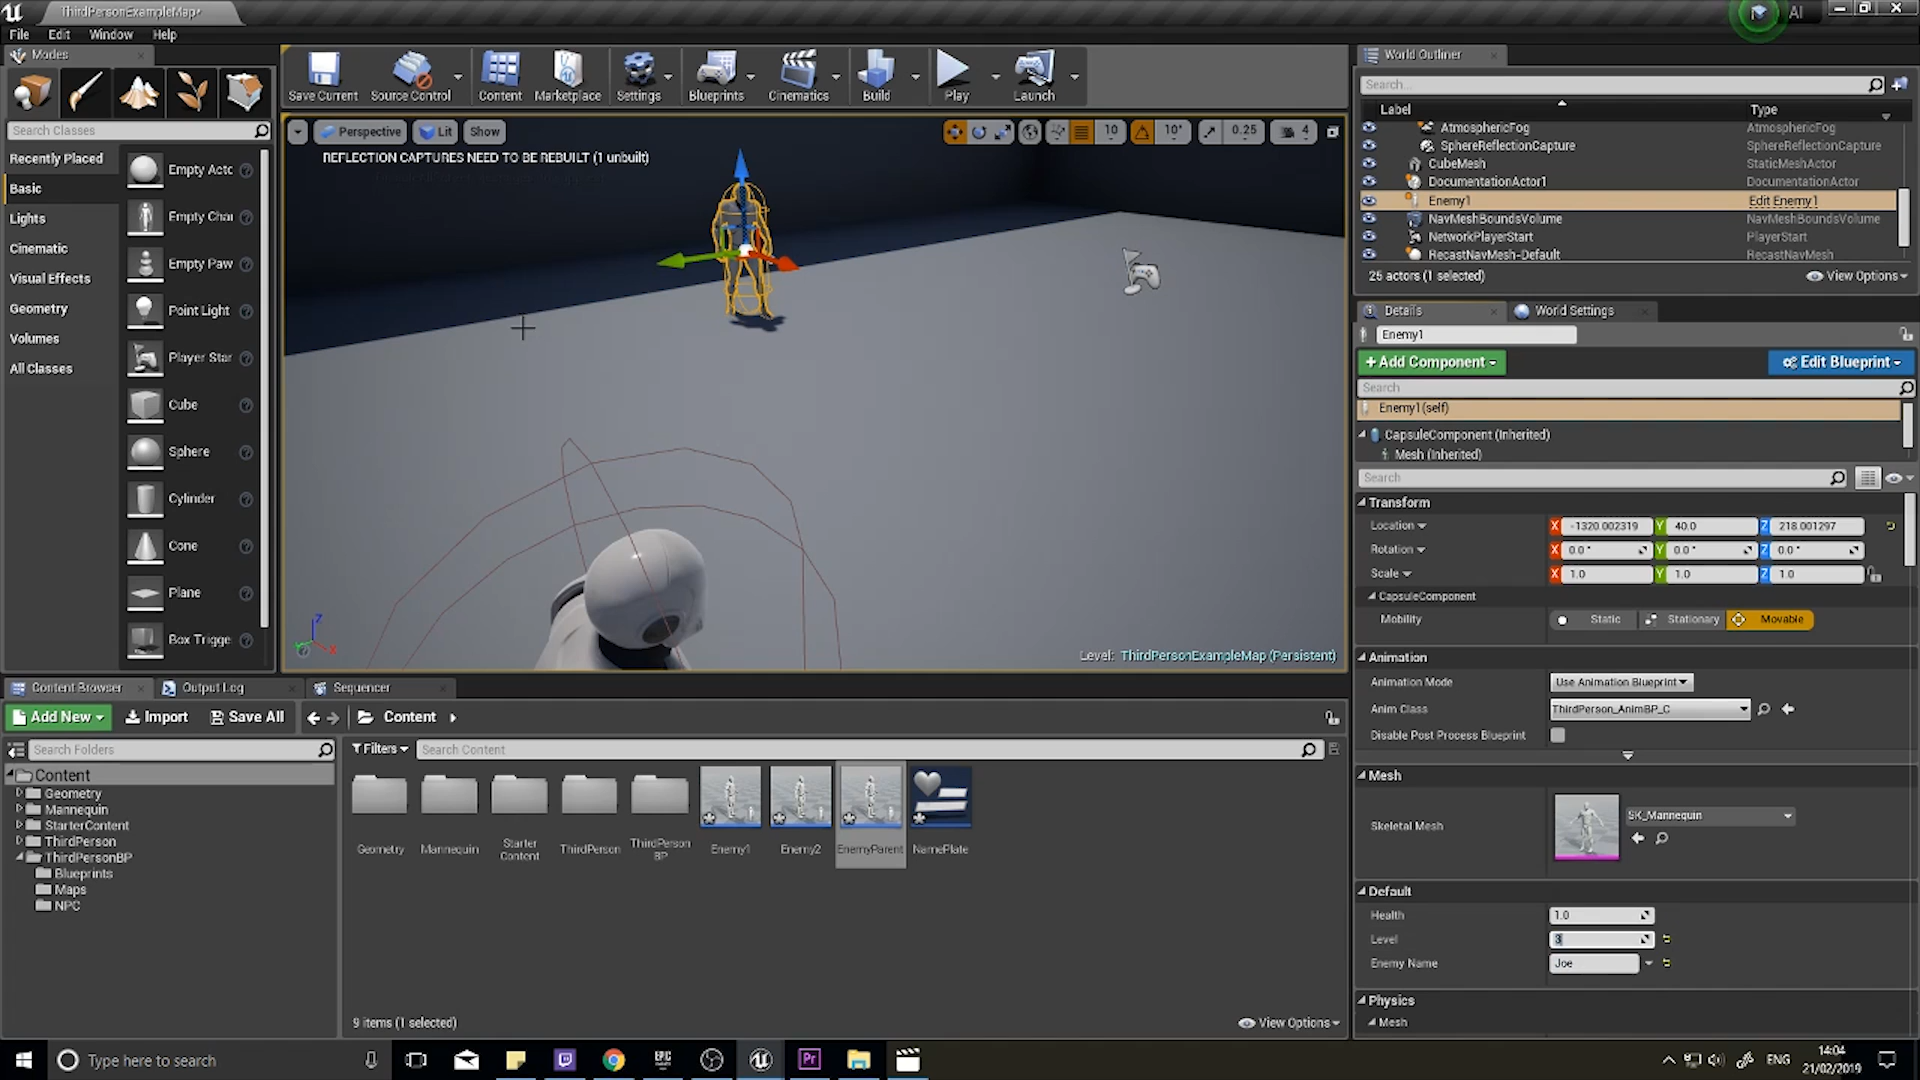 ThirdPersonExampleMap*
AI
File Edit Window Help
Modes
Search Classes
Recently Placed
Basic
Lights
Cinematic
Visual Effects
Geometry
Volumes
All Classes
Empty Acto
Empty Cha
Empty Paw
Point Light
Player Star
Cube
Sphere
Cylinder
Cone
Plane
Box Trigge
Save Current
Source Control
Content
Marketplace
Settings
Blueprints
Cinematics
Build
Play
Launch
Perspective
Lit
Show
10
10°
0.25
4
REFLECTION CAPTURES NEED TO BE REBUILT (1 unbuilt)
Level: ThirdPersonExampleMap (Persistent)
World Outliner
Search...
Label Type
AtmosphericFog AtmosphericFog
SphereReflectionCapture SphereReflectionCapture
CubeMesh StaticMeshActor
DocumentationActor1 DocumentationActor
Enemy1 Edit Enemy1
NavMeshBoundsVolume NavMeshBoundsVolume
NetworkPlayerStart PlayerStart
RecastNavMesh-Default RecastNavMesh
25 actors (1 selected)
View Options
Details
World Settings
Enemy1
+ Add Component
Edit Blueprint
Search
Enemy1(self)
CapsuleComponent (Inherited)
Mesh (Inherited)
Search
Transform
Location X -1320.002319 Y 40.0 Z 218.001297
Rotation X 0.0° Y 0.0° Z 0.0°
Scale X 1.0 Y 1.0 Z 1.0
CapsuleComponent
Mobility Static Stationary Movable
Animation
Animation Mode Use Animation Blueprint
Anim Class ThirdPerson_AnimBP_C
Disable Post Process Blueprint
Mesh
Skeletal Mesh SK_Mannequin
Default
Health 1.0
Level 3
Enemy Name Joe
Physics
Mesh
Content Browser
Output Log
Sequencer
Add New
Import
Save All
Content
Search Folders
Filters
Search Content
Content
Geometry
Mannequin
StarterContent
ThirdPerson
ThirdPersonBP
Blueprints
Maps
NPC
Geometry
Mannequin
Starter
Content
ThirdPerson
ThirdPerson
BP
Enemy1
Enemy2
EnemyParent
NamePlate
9 items (1 selected)
View Options
Type here to search
EPIC
Pr
ENG
14:04
21/02/2019